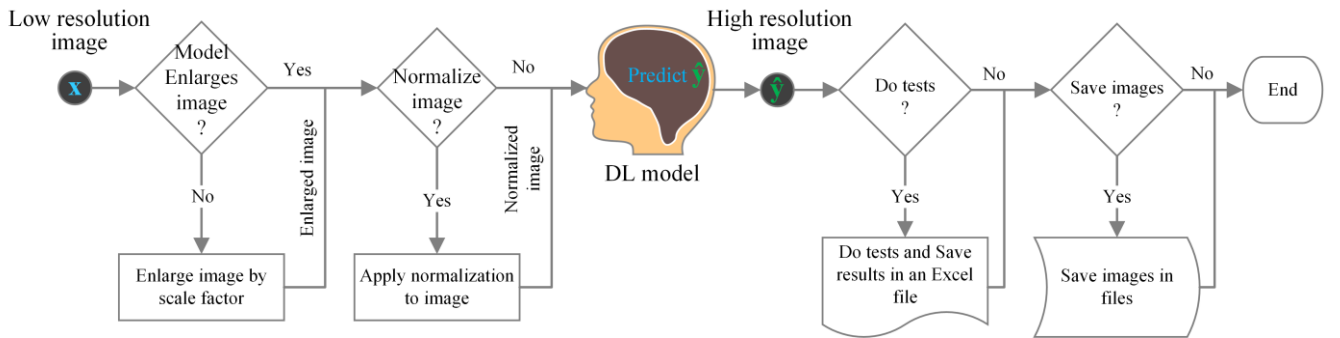 Low resolution
image
x
Model
Enlarges
image
?
Yes
No
Enlarge image by
scale factor
Enlarged image
Normalize
image?
?
No
Yes
Apply normalization
to image
Normalized
image
Predict ŷ
DL model
High resolution
image
ŷ
Do tests
?
No
Yes
Do tests and Save
results in an Excel
file
Save images?
?
No
Yes
Save images in
files
End